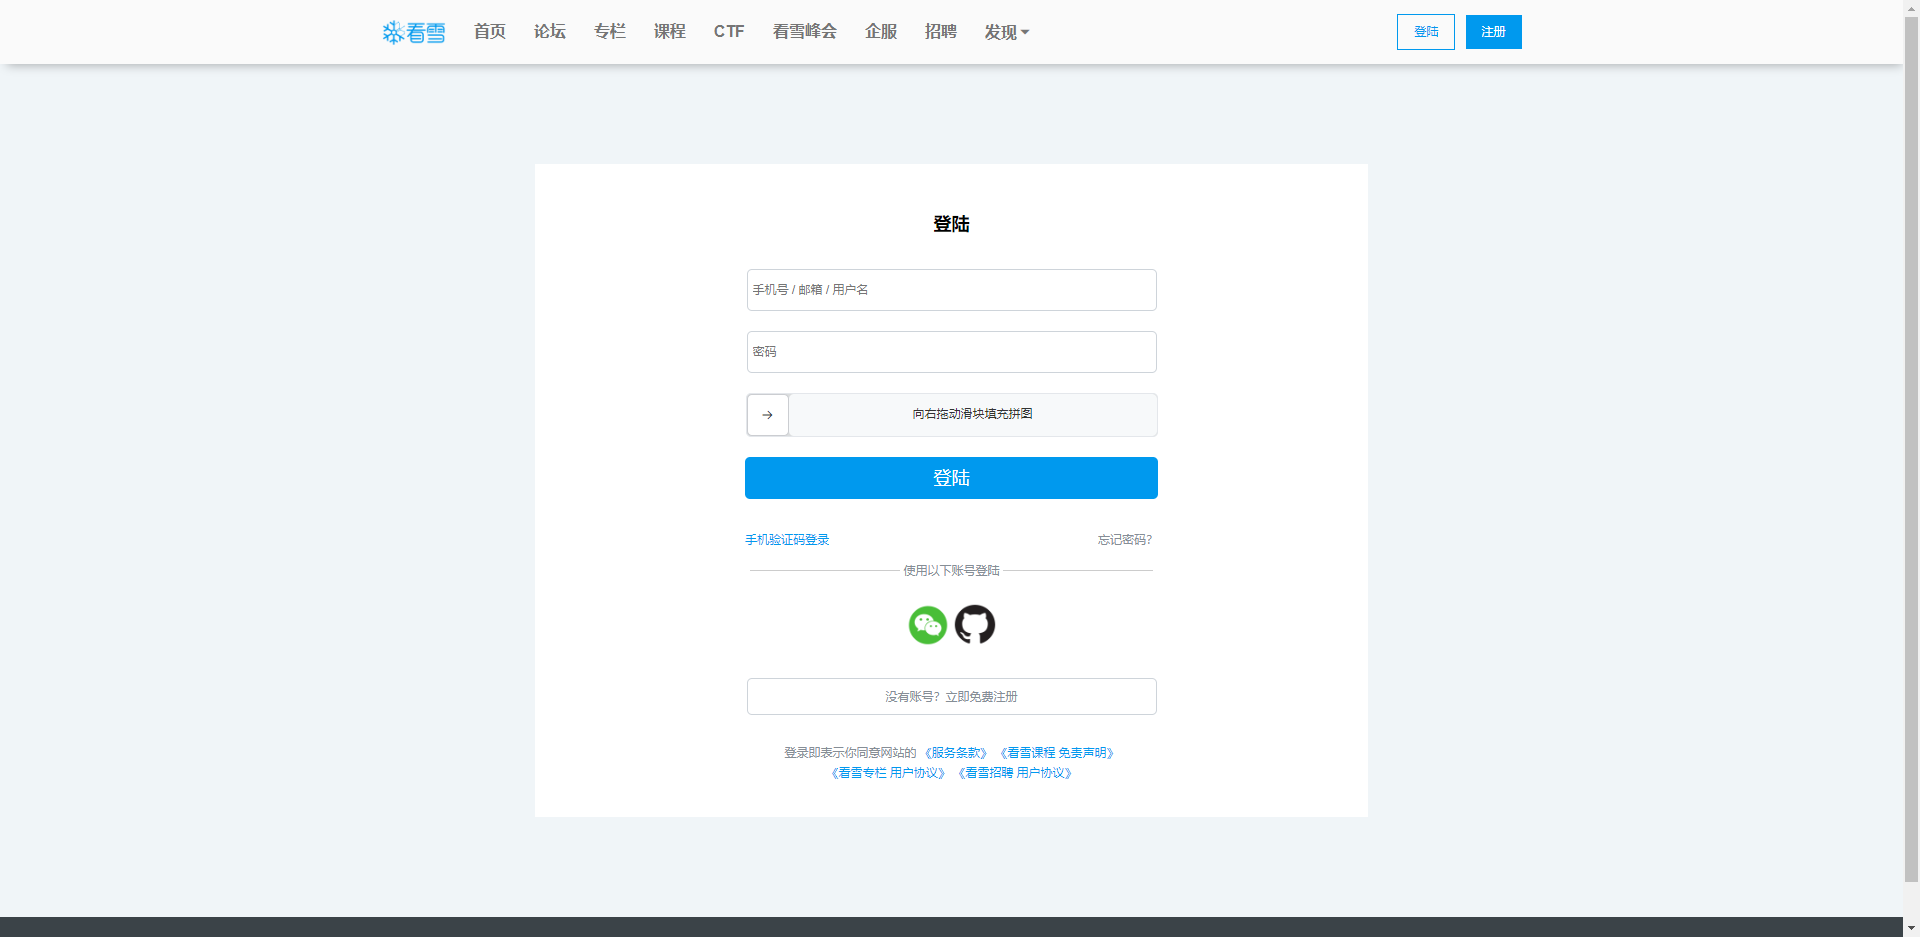 看雪 首页 论坛 专栏 课程 CTF 看雪峰会 企服 招聘 发现 登陆 注册
登陆
手机号 / 邮箱 / 用户名
密码
向右拖动滑块填充拼图
登陆
手机验证码登录 忘记密码?
使用以下账号登陆
没有账号？立即免费注册
登录即表示你同意网站的 《服务条款》 《看雪课程 免责声明》
《看雪专栏 用户协议》 《看雪招聘 用户协议》